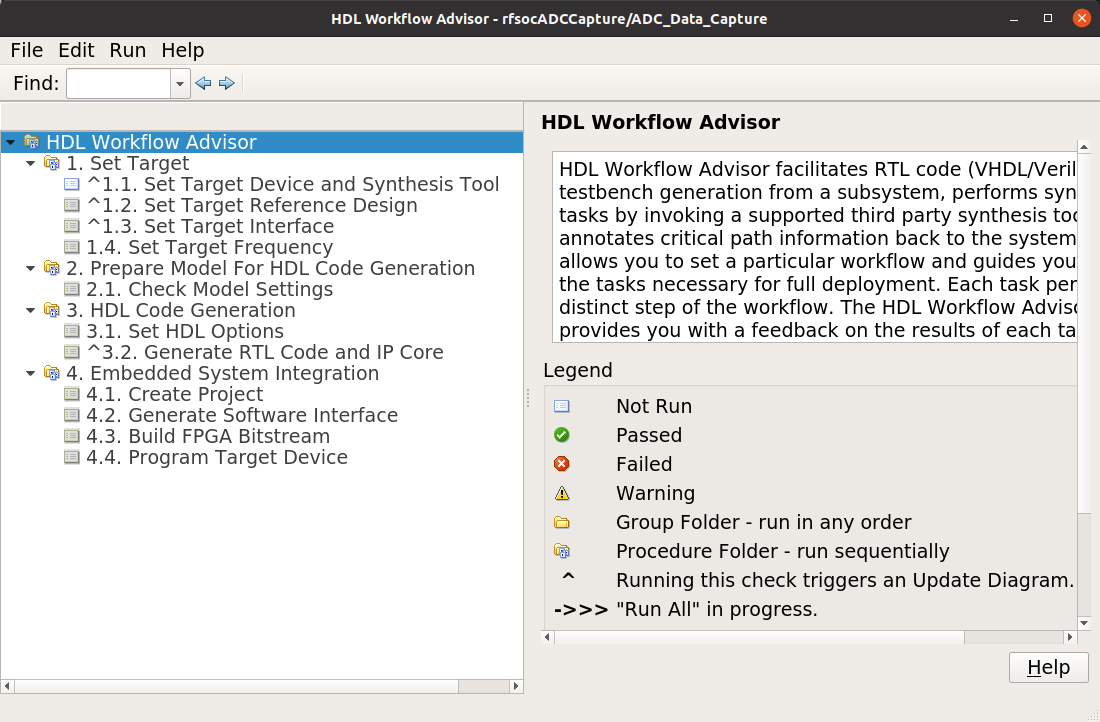 HDL Workflow Advisor - rfsocADCCapture/ADC_Data_Capture
File Edit Run Help
Find:
HDL Workflow Advisor
1. Set Target
^1.1. Set Target Device and Synthesis Tool
^1.2. Set Target Reference Design
^1.3. Set Target Interface
1.4. Set Target Frequency
2. Prepare Model For HDL Code Generation
2.1. Check Model Settings
3. HDL Code Generation
3.1. Set HDL Options
^3.2. Generate RTL Code and IP Core
4. Embedded System Integration
4.1. Create Project
4.2. Generate Software Interface
4.3. Build FPGA Bitstream
4.4. Program Target Device
HDL Workflow Advisor
HDL Workflow Advisor facilitates RTL code (VHDL/Veril
testbench generation from a subsystem, performs syn
tasks by invoking a supported third party synthesis too
annotates critical path information back to the system
allows you to set a particular workflow and guides you
the tasks necessary for full deployment. Each task per
distinct step of the workflow. The HDL Workflow Adviso
provides you with a feedback on the results of each ta
Legend
Not Run
Passed
Failed
Warning
Group Folder - run in any order
Procedure Folder - run sequentially
^ Running this check triggers an Update Diagram.
->>> "Run All" in progress.
Help